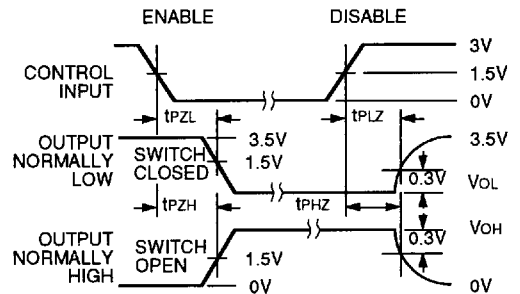 ENABLE DISABLE
3V
CONTROL INPUT 1.5V
0V
tPZL tPLZ
OUTPUT NORMALLY LOW
SWITCH CLOSED
3.5V 3.5V
1.5V
0.3V VOL
tPZH tPHZ
VOH
0.3V
OUTPUT NORMALLY HIGH
SWITCH OPEN
1.5V
0V 0V